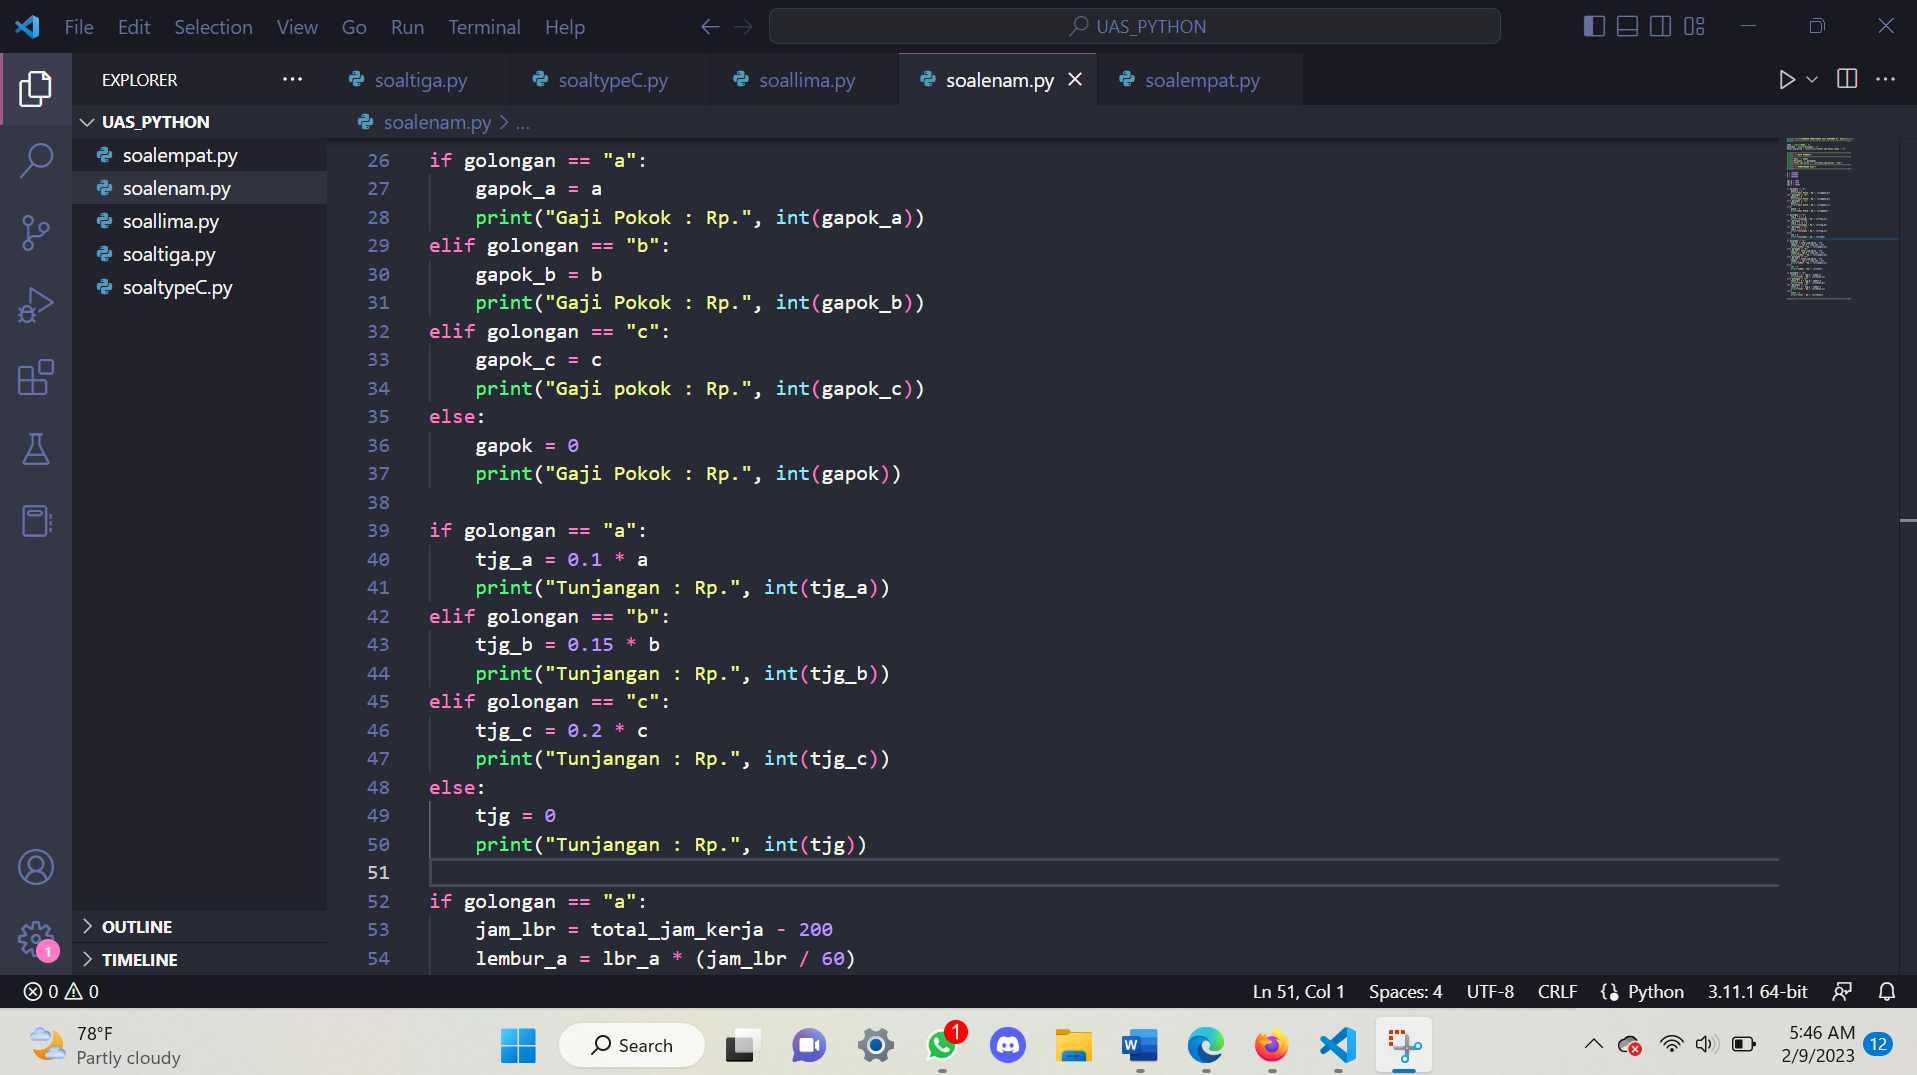 File Edit Selection View Go Run Terminal Help
UAS_PYTHON
EXPLORER
soaltiga.py
soaltypeC.py
soallima.py
soalenam.py
soalempat.py
UAS_PYTHON
soalenam.py > ...
soalempat.py
soalenam.py
soallima.py
soaltiga.py
soaltypeC.py
26 if golongan == "a":
27     gapok_a = a
28     print("Gaji Pokok : Rp.", int(gapok_a))
29 elif golongan == "b":
30     gapok_b = b
31     print("Gaji Pokok : Rp.", int(gapok_b))
32 elif golongan == "c":
33     gapok_c = c
34     print("Gaji pokok : Rp.", int(gapok_c))
35 else:
36     gapok = 0
37     print("Gaji Pokok : Rp.", int(gapok))
38
39 if golongan == "a":
40     tjg_a = 0.1 * a
41     print("Tunjangan : Rp.", int(tjg_a))
42 elif golongan == "b":
43     tjg_b = 0.15 * b
44     print("Tunjangan : Rp.", int(tjg_b))
45 elif golongan == "c":
46     tjg_c = 0.2 * c
47     print("Tunjangan : Rp.", int(tjg_c))
48 else:
49     tjg = 0
50     print("Tunjangan : Rp.", int(tjg))
51
52 if golongan == "a":
53     jam_lbr = total_jam_kerja - 200
54     lembur_a = lbr_a * (jam_lbr / 60)
OUTLINE
TIMELINE
1
0 0
Ln 51, Col 1 Spaces: 4 UTF-8 CRLF Python 3.11.1 64-bit
78°F
Partly cloudy
Search
1
W
5:46 AM
2/9/2023
12